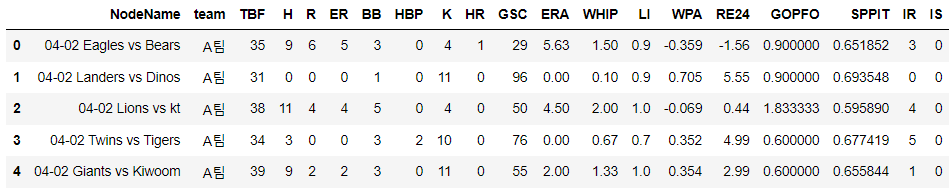 NodeName team TBF H R ER BB HBP K HR GSC ERA WHIP LI WPA RE24 GOPFO SPPIT IR IS
0 04-02 Eagles vs Bears A팀 35 9 6 5 3 0 4 1 29 5.63 1.50 0.9 -0.359 -1.56 0.900000 0.651852 3 0
1 04-02 Landers vs Dinos A팀 31 0 0 0 1 0 11 0 96 0.00 0.10 0.9 0.705 5.55 0.900000 0.693548 0 0
2 04-02 Lions vs kt A팀 38 11 4 4 5 0 4 0 50 4.50 2.00 1.0 -0.069 0.44 1.833333 0.595890 4 0
3 04-02 Twins vs Tigers A팀 34 3 0 0 3 2 10 0 76 0.00 0.67 0.7 0.352 4.99 0.600000 0.677419 5 0
4 04-02 Giants vs Kiwoom A팀 39 9 2 2 3 0 11 0 55 2.00 1.33 1.0 0.354 2.99 0.600000 0.655844 1 0